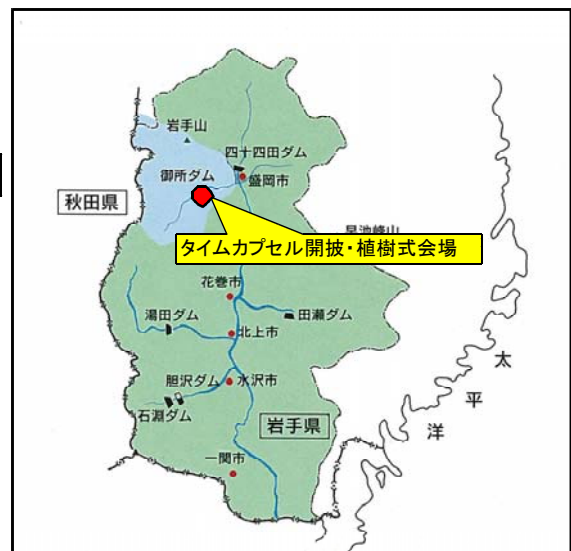 岩手山
四十四田ダム
御所ダム
盛岡市
秋田県
早池峰山
タイムカプセル開披・植樹式会場
花巻市
湯田ダム
田瀬ダム
北上市
胆沢ダム
水沢市
石淵ダム
岩手県
一関市
太平洋